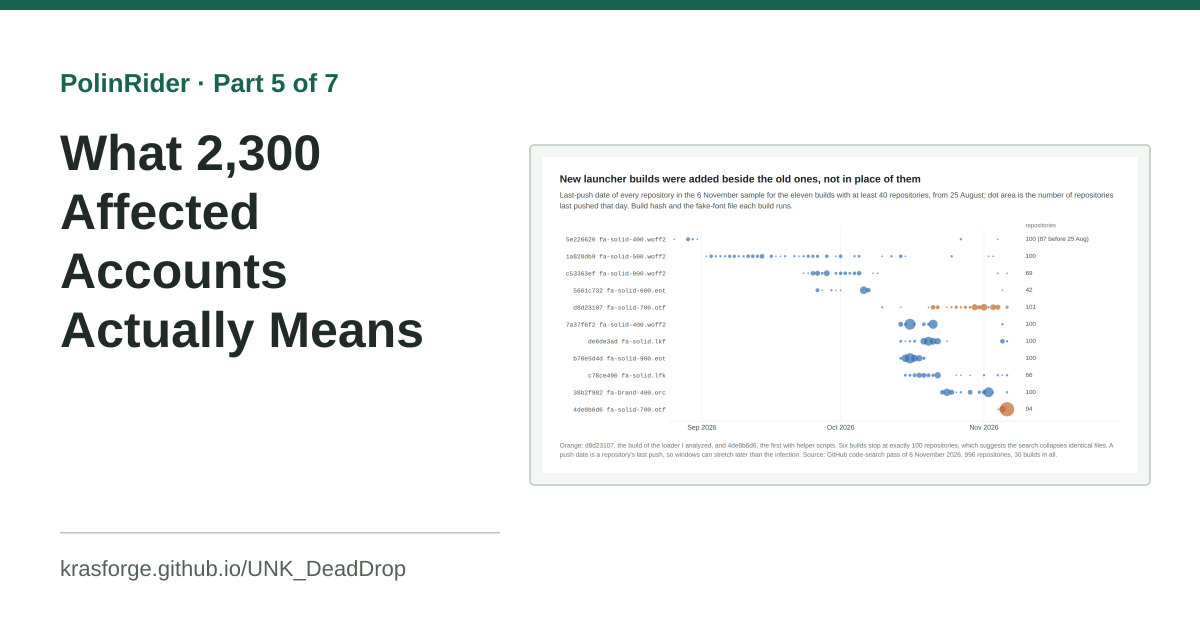 PolinRider · Part 5 of 7
What 2,300
Affected
Accounts
Actually Means
krasforge.github.io/UNK_DeadDrop
New launcher builds were added beside the old ones, not in place of them
Last-push date of every repository in the 6 November sample for the eleven builds with at least 40 repositories, from 25 August; dot area is the number of repositories
last pushed that day. Build hash and the fake-font file each build runs.
repositories
5e226620 fa-solid-400.woff2 100 (87 before 25 Aug)
1a828db9 fa-solid-500.woff2 100
c53363ef fa-solid-900.woff2 69
5661c732 fa-solid-600.eot 42
d8d23107 fa-solid-700.otf 101
7a37f6f2 fa-solid-400.woff2 100
de6de3ad fa-solid.lkf 100
b70e5d4d fa-solid-900.eot 100
c78ce490 fa-solid.lfk 66
38b2f982 fa-brand-400.orc 100
4de8b6d6 fa-solid-700.otf 94
Sep 2026 Oct 2026 Nov 2026
Orange: d8d23107, the build of the loader I analyzed, and 4de8b6d6, the first with helper scripts. Six builds stop at exactly 100 repositories, which suggests the search collapses identical files. A
push date is a repository's last push, so windows can stretch later than the infection. Source: GitHub code-search pass of 6 November 2026, 996 repositories, 30 builds in all.